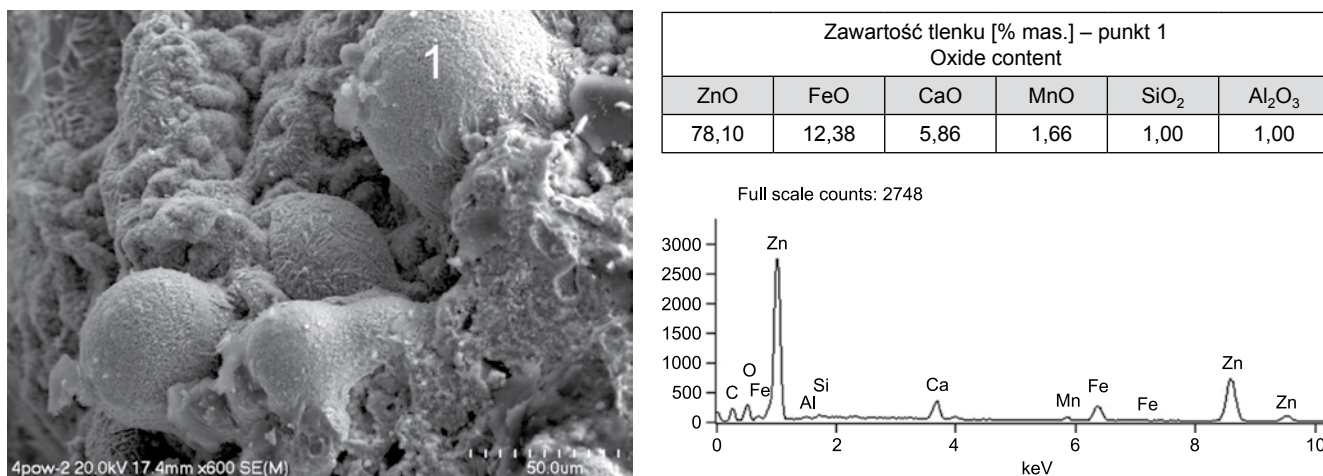 1
4pow-2 20.0kV 17.4mm x600 SE(M)
50.0um
Zawartość tlenku [% mas.] – punkt 1
Oxide content
ZnO FeO CaO MnO SiO₂ Al₂O₃
78,10 12,38 5,86 1,66 1,00 1,00
Full scale counts: 2748
3000
2500
2000
1500
1000
500
0
Zn
C
O
Fe
Al
Si
Ca
Mn
Fe
Fe
Zn
Zn
0 2 4 6 8 10
keV